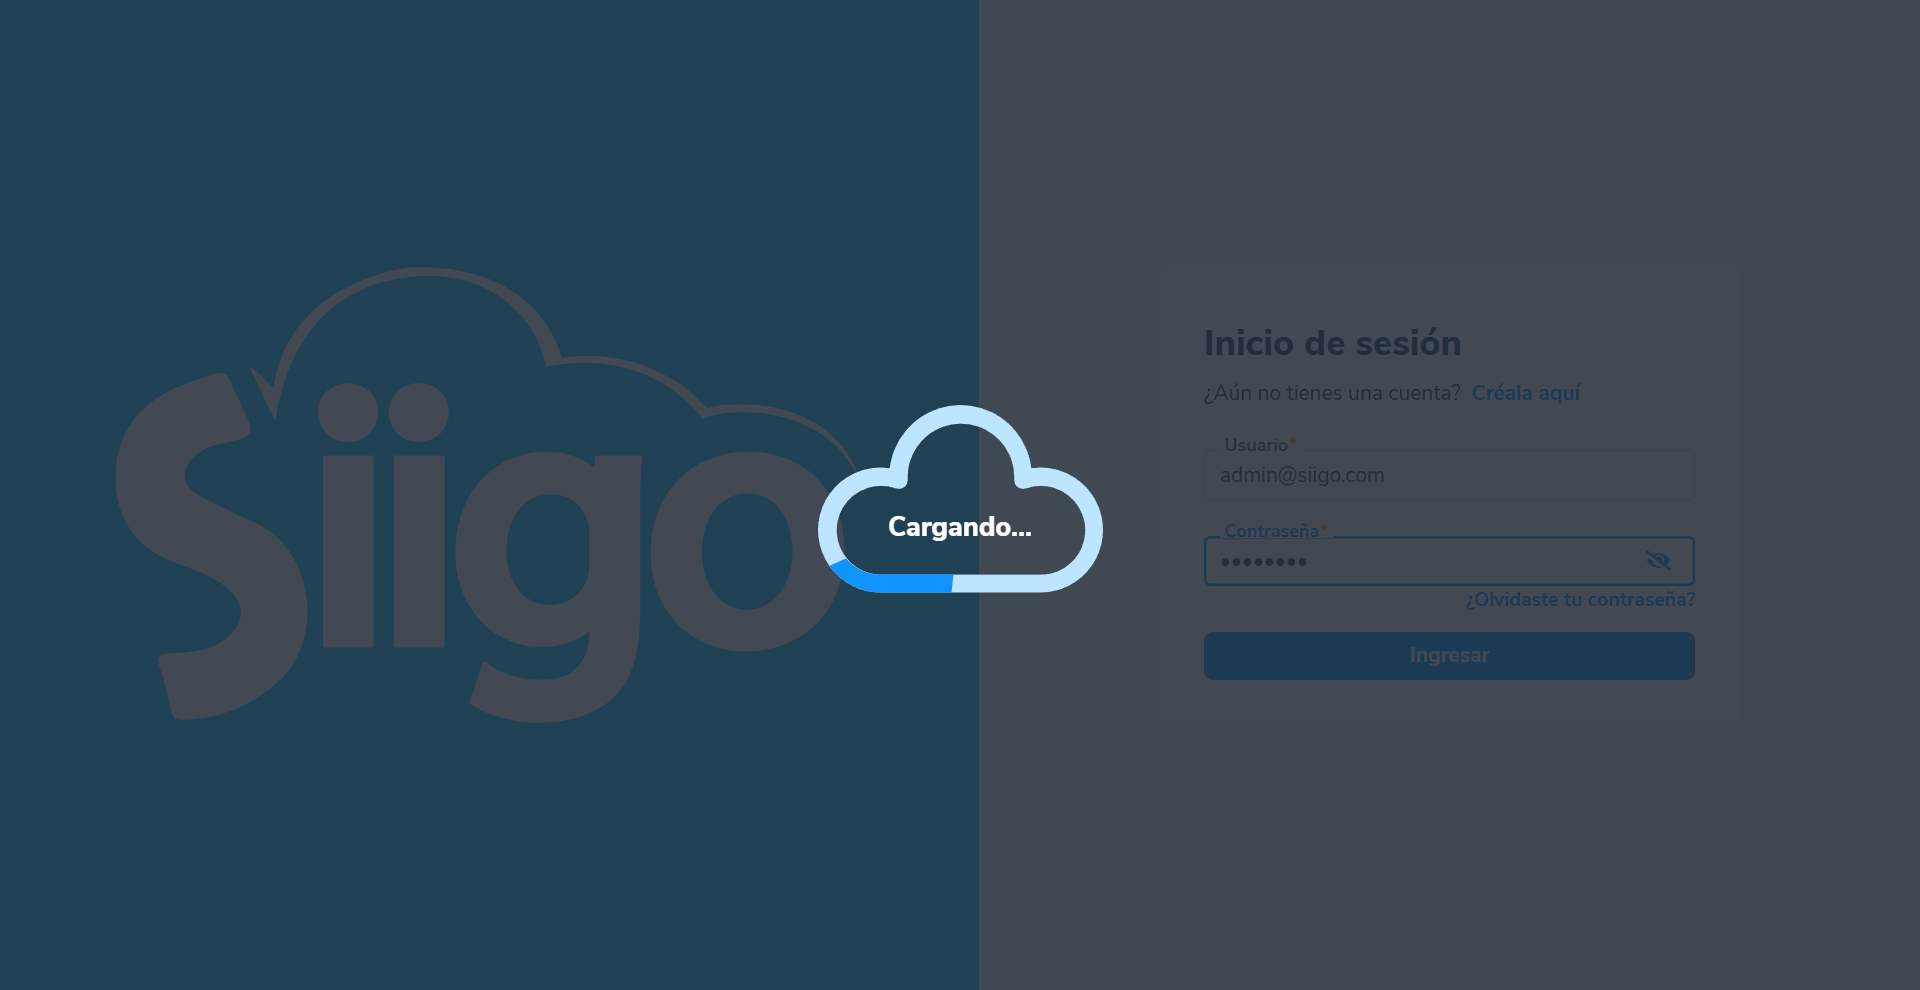 Siigo
Inicio de sesión
¿Aún no tienes una cuenta? Créala aquí
Usuario*
admin@siigo.com
Cargando...
Contraseña*
••••••••
¿Olvidaste tu contraseña?
Ingresar